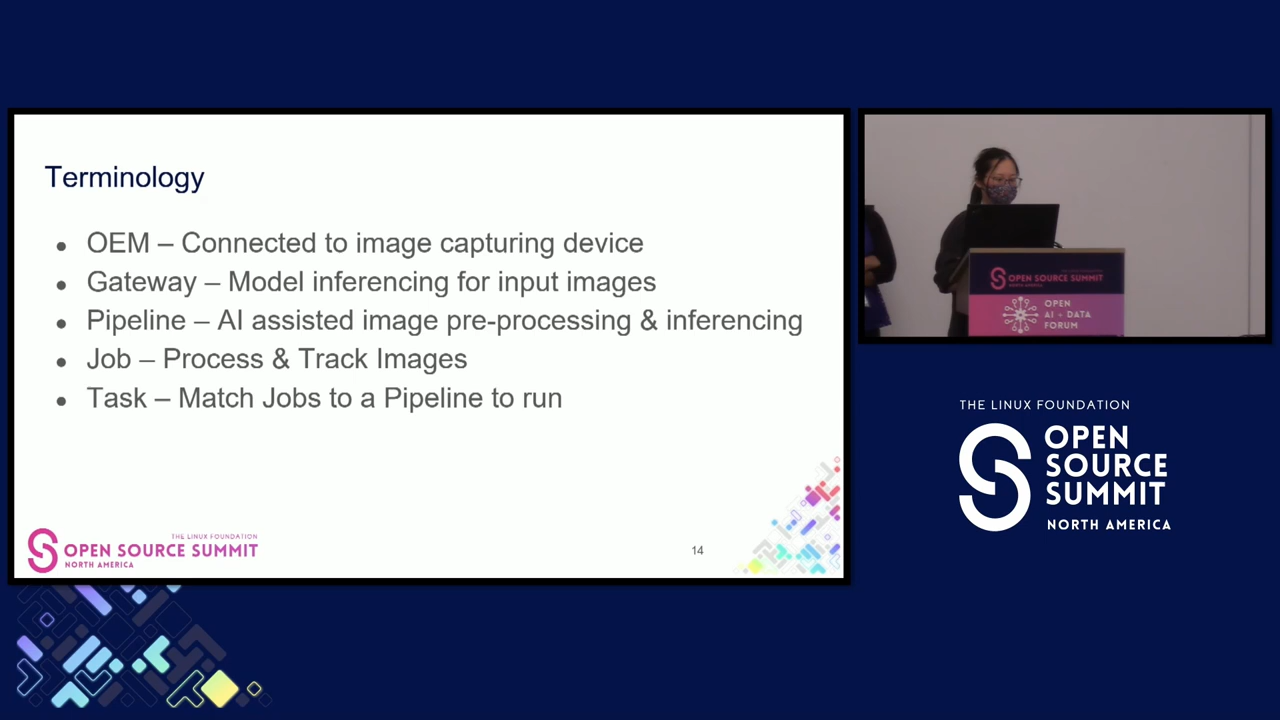 Terminology
● OEM – Connected to image capturing device
● Gateway – Model inferencing for input images
● Pipeline – AI assisted image pre-processing & inferencing
● Job – Process & Track Images
● Task – Match Jobs to a Pipeline to run
THE LINUX FOUNDATION
OPEN SOURCE SUMMIT
NORTH AMERICA
14
OPEN SOURCE SUMMIT
NORTH AMERICA
OPEN
AI + DATA
FORUM
THE LINUX FOUNDATION
OPEN
SOURCE
SUMMIT
NORTH AMERICA